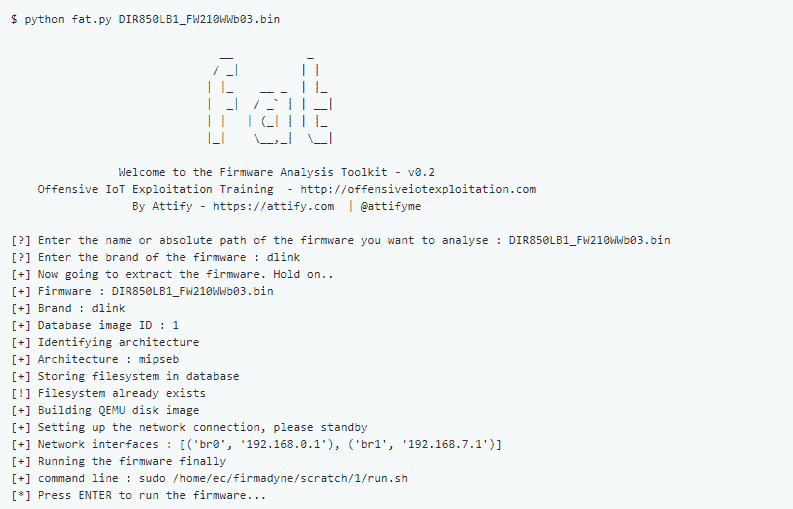 $ python fat.py DIR850LB1_FW210WWb03.bin
fat
Welcome to the Firmware Analysis Toolkit - v0.2
Offensive IoT Exploitation Training - http://offensiveiotexploitation.com
By Attify - https://attify.com | @attifyme
[?] Enter the name or absolute path of the firmware you want to analyse : DIR850LB1_FW210WWb03.bin
[?] Enter the brand of the firmware : dlink
[+] Now going to extract the firmware. Hold on..
[+] Firmware : DIR850LB1_FW210WWb03.bin
[+] Brand : dlink
[+] Database image ID : 1
[+] Identifying architecture
[+] Architecture : mipseb
[+] Storing filesystem in database
[!] Filesystem already exists
[+] Building QEMU disk image
[+] Setting up the network connection, please standby
[+] Network interfaces : [('br0', '192.168.0.1'), ('br1', '192.168.7.1')]
[+] Running the firmware finally
[+] command line : sudo /home/ec/firmadyne/scratch/1/run.sh
[*] Press ENTER to run the firmware...